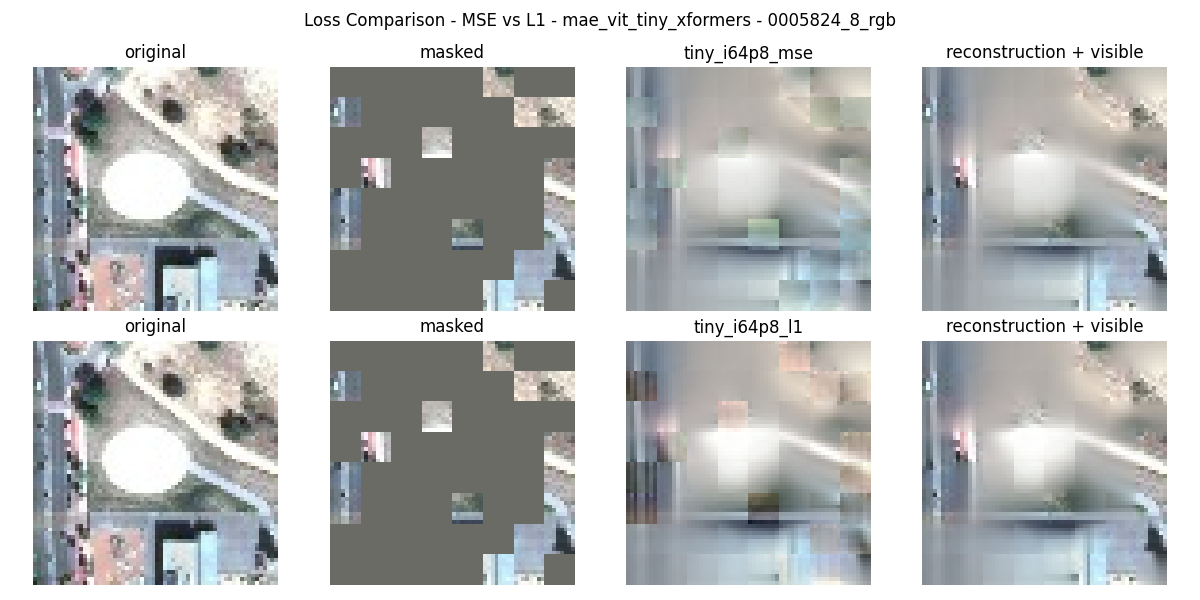 Loss Comparison - MSE vs L1 - mae_vit_tiny_xformers - 0005824_8_rgb
original masked tiny_i64p8_mse reconstruction + visible
original masked tiny_i64p8_l1 reconstruction + visible